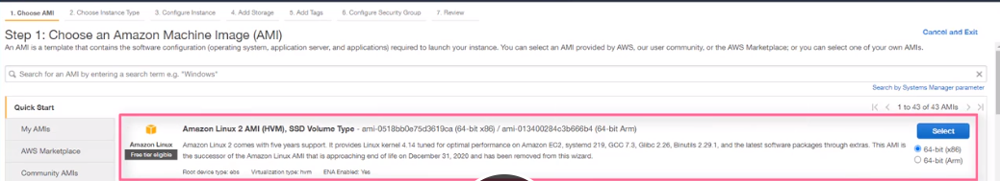 1. Choose AMI 2. Choose Instance Type 3. Configure Instance 4. Add Storage 5. Add Tags 6. Configure Security Group 7. Review
Step 1: Choose an Amazon Machine Image (AMI)
Cancel and Exit
An AMI is a template that contains the software configuration (operating system, application server, and applications) required to launch your instance. You can select an AMI provided by AWS, our user community, or the AWS Marketplace; or you can select one of your own AMIs.
Search for an AMI by entering a search term e.g. "Windows"
Search by Systems Manager parameter
Quick Start
1 to 43 of 43 AMIs
My AMIs
AWS Marketplace
Community AMIs
Amazon Linux
Free tier eligible
Amazon Linux 2 AMI (HVM), SSD Volume Type - ami-0518bb0e75d3619ca (64-bit x86) / ami-013400284c3b666b4 (64-bit Arm)
Amazon Linux 2 comes with five years support. It provides Linux kernel 4.14 tuned for optimal performance on Amazon EC2, systemd 219, GCC 7.3, Glibc 2.26, Binutils 2.29.1, and the latest software packages through extras. This AMI is
the successor of the Amazon Linux AMI that is approaching end of life on December 31, 2020 and has been removed from this wizard.
Root device type: ebs Virtualization type: hvm ENA Enabled: Yes
Select
64-bit (x86)
64-bit (Arm)